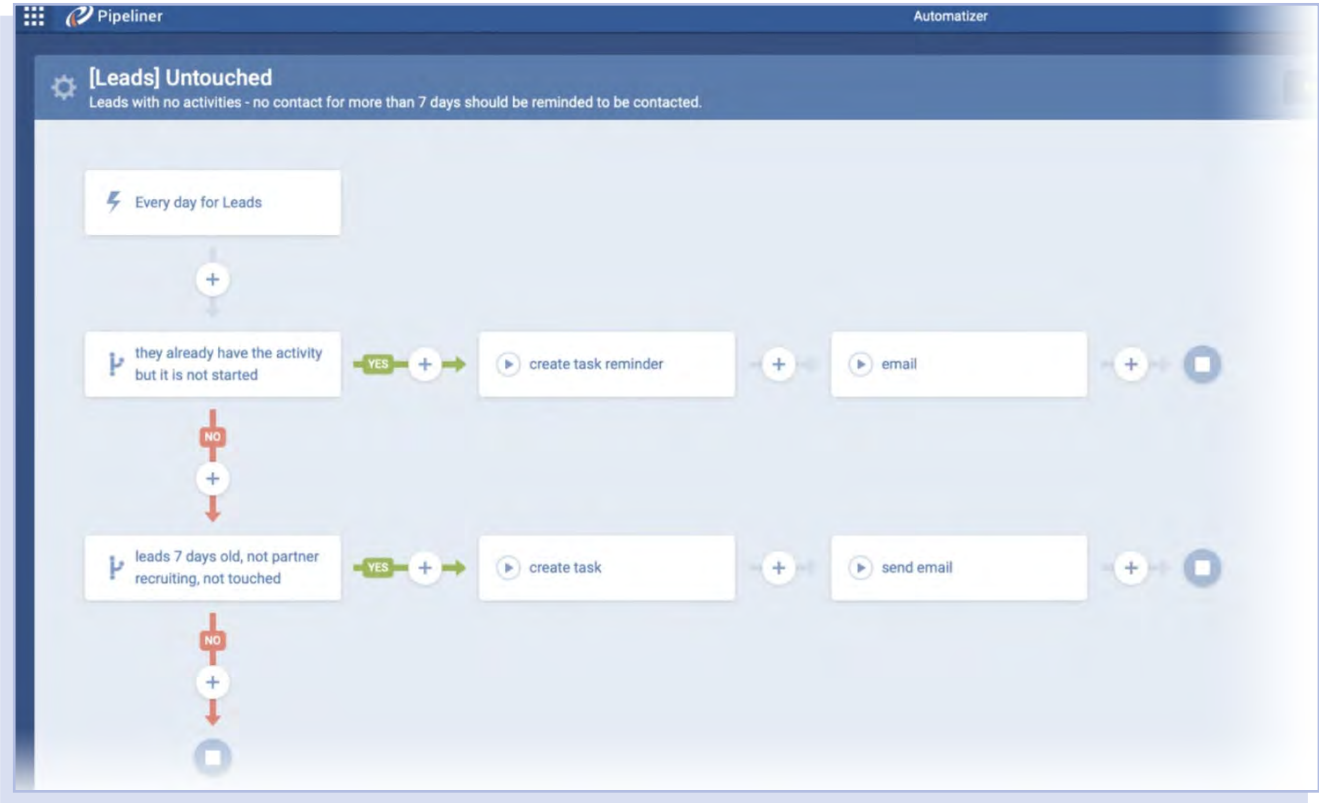 Pipeliner
Automatizer
[Leads] Untouched
Leads with no activities - no contact for more than 7 days should be reminded to be contacted.
Every day for Leads
they already have the activity
but it is not started
YES
create task reminder
email
NO
leads 7 days old, not partner
recruiting, not touched
YES
create task
send email
NO